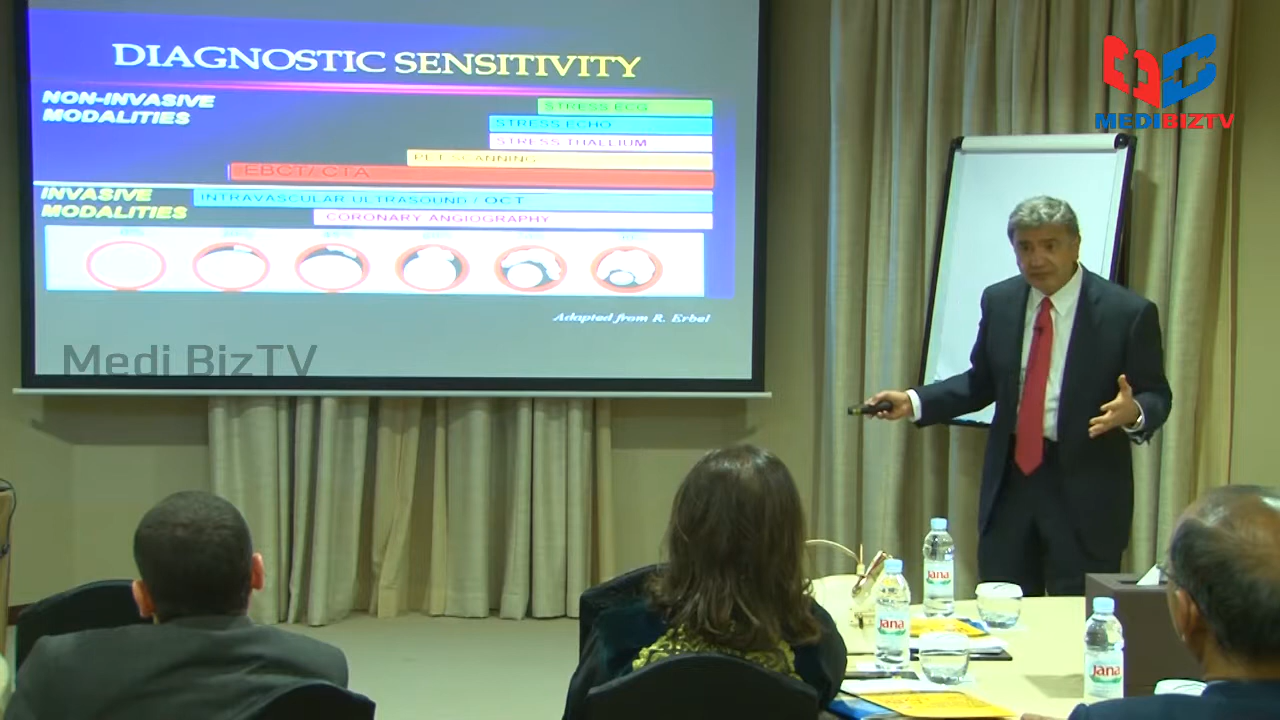 DIAGNOSTIC SENSITIVITY
NON-INVASIVE
MODALITIES
STRESS ECG
STRESS ECHO
STRESS THALLIUM
PET SCANNING
EBCT/ CTA
INVASIVE
MODALITIES
INTRAVASCULAR ULTRASOUND / OCT
CORONARY ANGIOGRAPHY
Adapted from R. Erbel
Medi BizTV
MEDIBIZTV
Jana
Jana
Jana